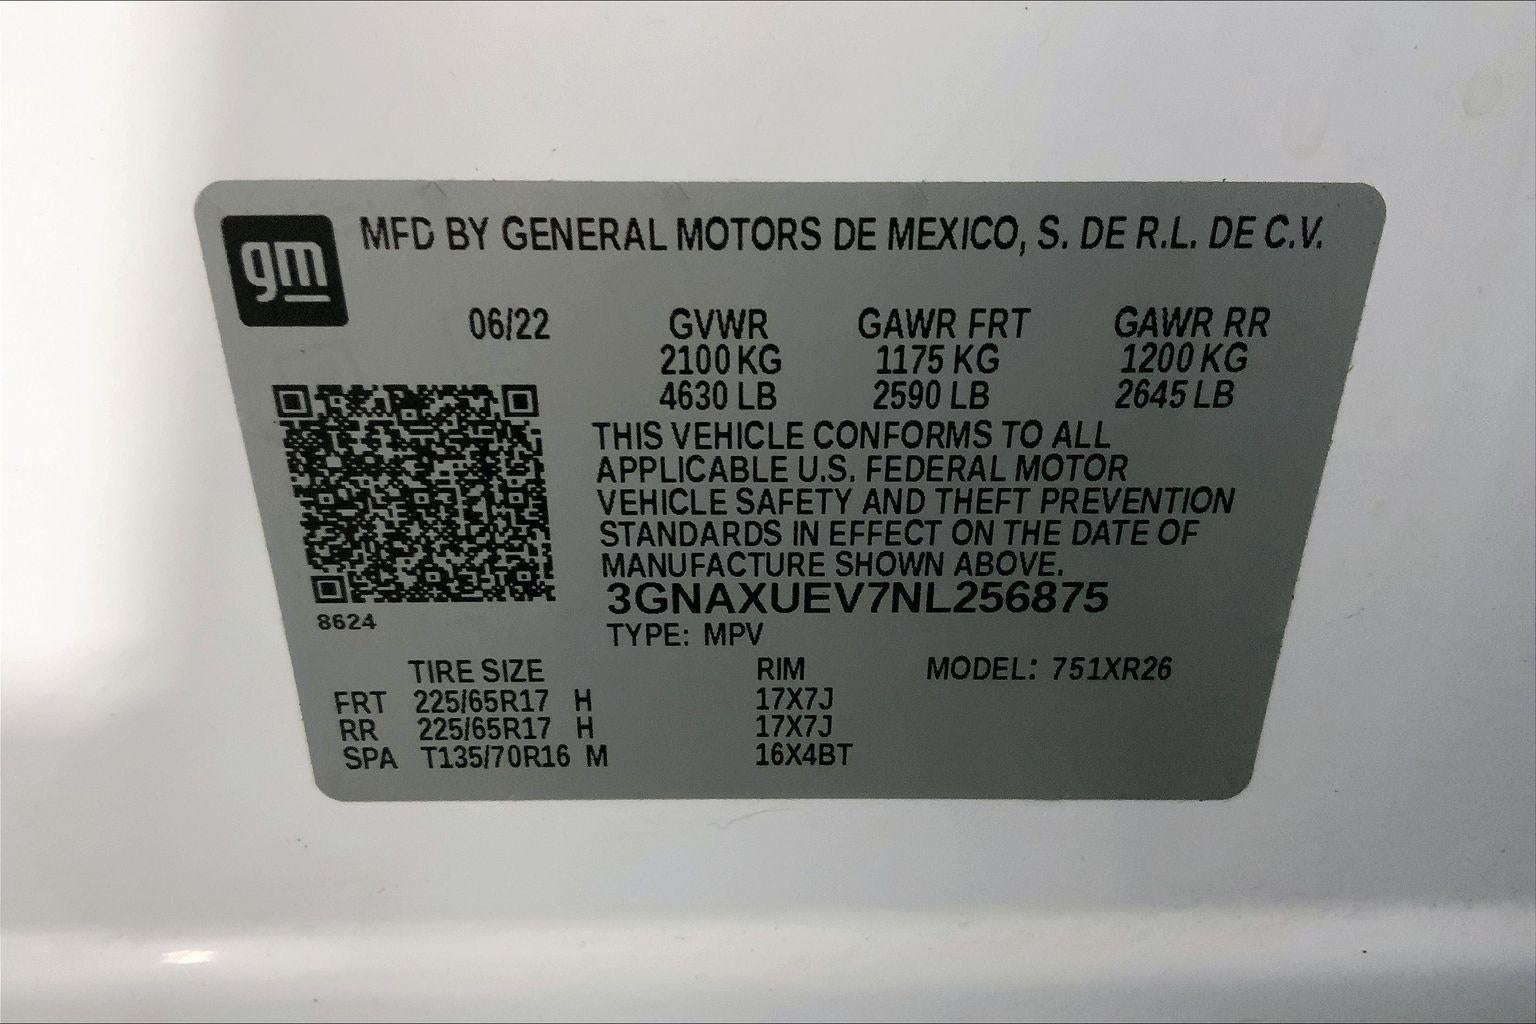 gm
MFD BY GENERAL MOTORS DE MEXICO, S. DE R.L. DE C.V.
06/22 GVWR GAWR FRT GAWR RR
2100 KG 1175 KG 1200 KG
4630 LB 2590 LB 2645 LB
THIS VEHICLE CONFORMS TO ALL
APPLICABLE U.S. FEDERAL MOTOR
VEHICLE SAFETY AND THEFT PREVENTION
STANDARDS IN EFFECT ON THE DATE OF
MANUFACTURE SHOWN ABOVE.
3GNAXUEV7NL256875
8624
TYPE: MPV
TIRE SIZE RIM MODEL: 751XR26
FRT 225/65R17 H 17X7J
RR 225/65R17 H 17X7J
SPA T135/70R16 M 16X4BT